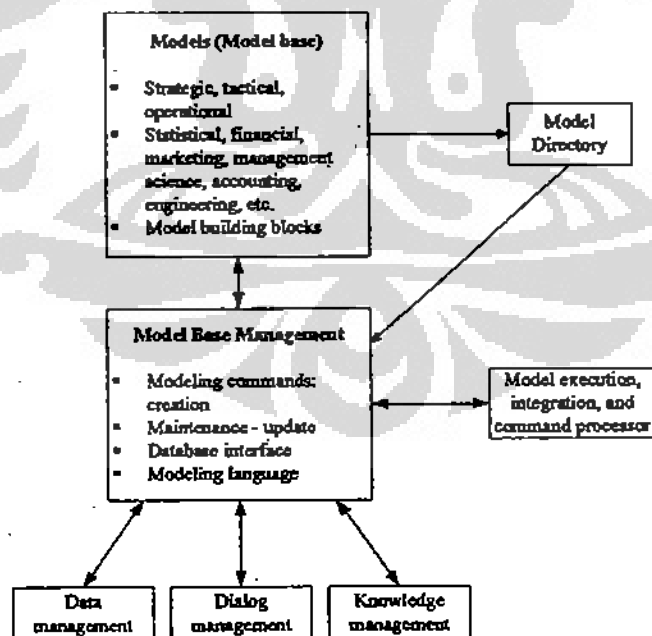 Models (Model base)
▪ Strategic, tactical,
operational
▪ Statistical, financial,
marketing, management
science, accounting,
engineering, etc.
▪ Model building blocks
Model
Directory
Model Base Management
▪ Modeling commands:
creation
▪ Maintenance - update
▪ Database interface
▪ Modeling language
Model execution,
integration, and
command processor
Data
management
Dialog
management
Knowledge
management